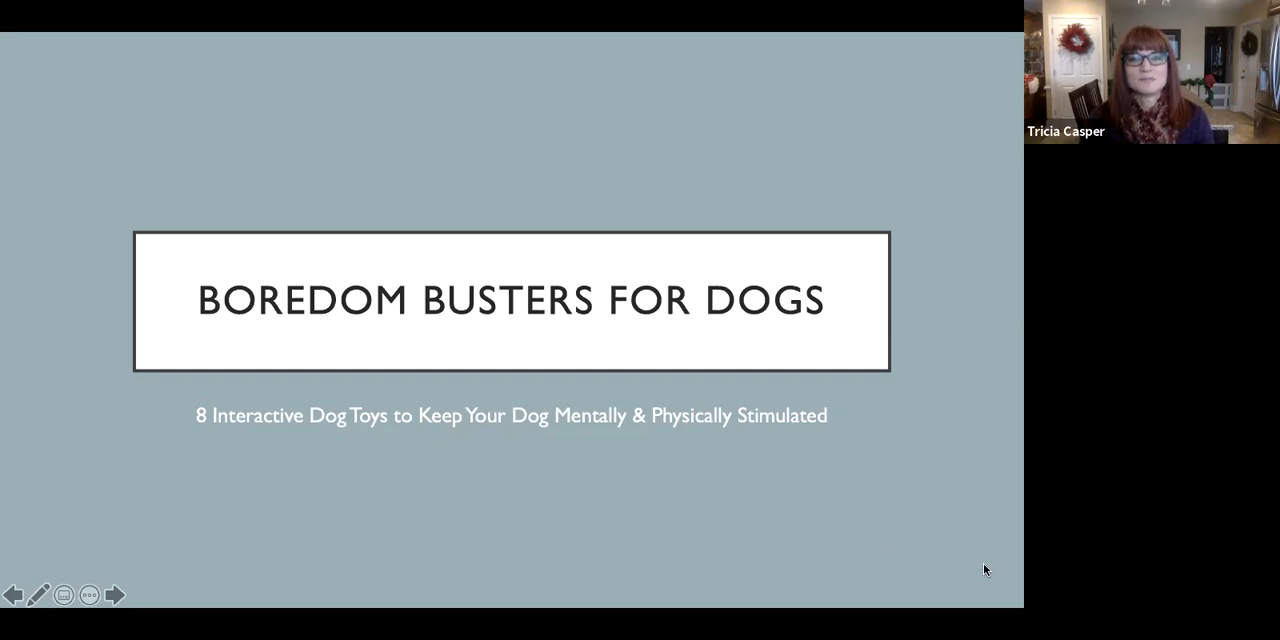 BOREDOM BUSTERS FOR DOGS
8 Interactive Dog Toys to Keep Your Dog Mentally & Physically Stimulated
Tricia Casper